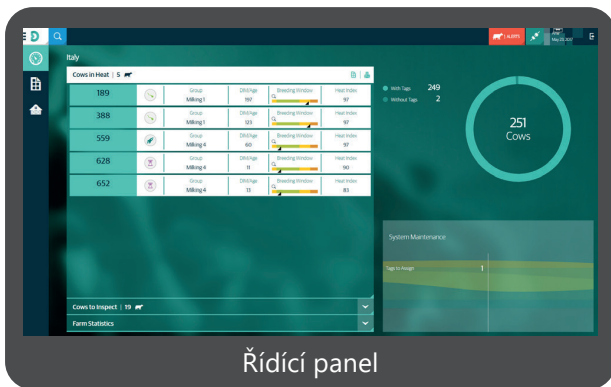 ALERTS
May 23 2017
Italy
Cows in Heat | 5
189 Group Milking 1 DIM/Age 197 Breeding Window Heat Index 97
388 Group Milking 1 DIM/Age 123 Breeding Window Heat Index 97
559 Group Milking 4 DIM/Age 60 Breeding Window Heat Index 97
628 Group Milking 4 DIM/Age 11 Breeding Window Heat Index 90
652 Group Milking 4 DIM/Age 13 Breeding Window Heat Index 83
Cows to Inspect | 19
Farm Statistics
With Tags 249
Without Tags 2
251
Cows
System Maintenance
Tags to Assign 1
Řídící panel